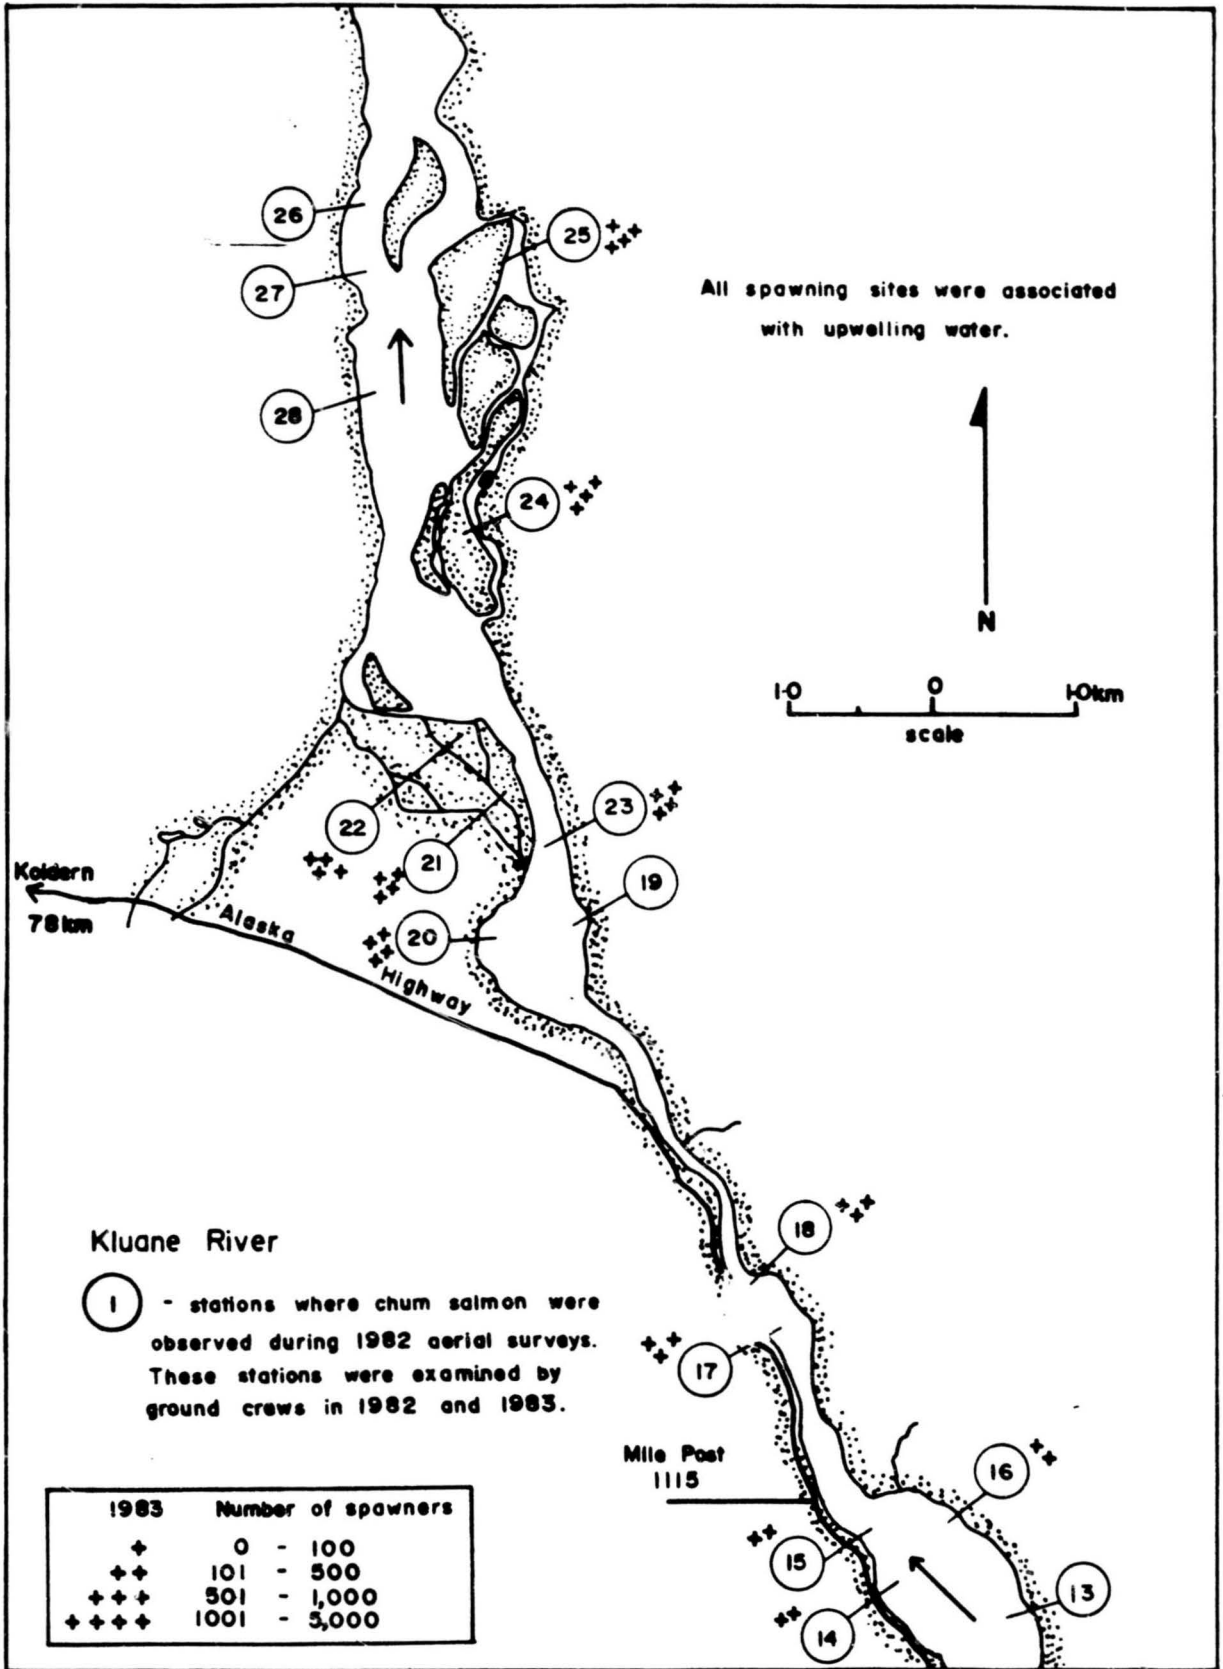 26
25
27
All spawning sites were associated
with upwelling water.
28
24
N
1·0 0 1·0km
scale
23
22
21
19
Koidern
78km
Alaska
20
Highway
18
Kluane River
1 - stations where chum salmon were
observed during 1982 aerial surveys.
These stations were examined by
ground crews in 1982 and 1983.
17
Mile Post
1115
16
15
13
14
1983 Number of spawners
+ 0 - 100
++ 101 - 500
+++ 501 - 1,000
++++ 1001 - 5,000